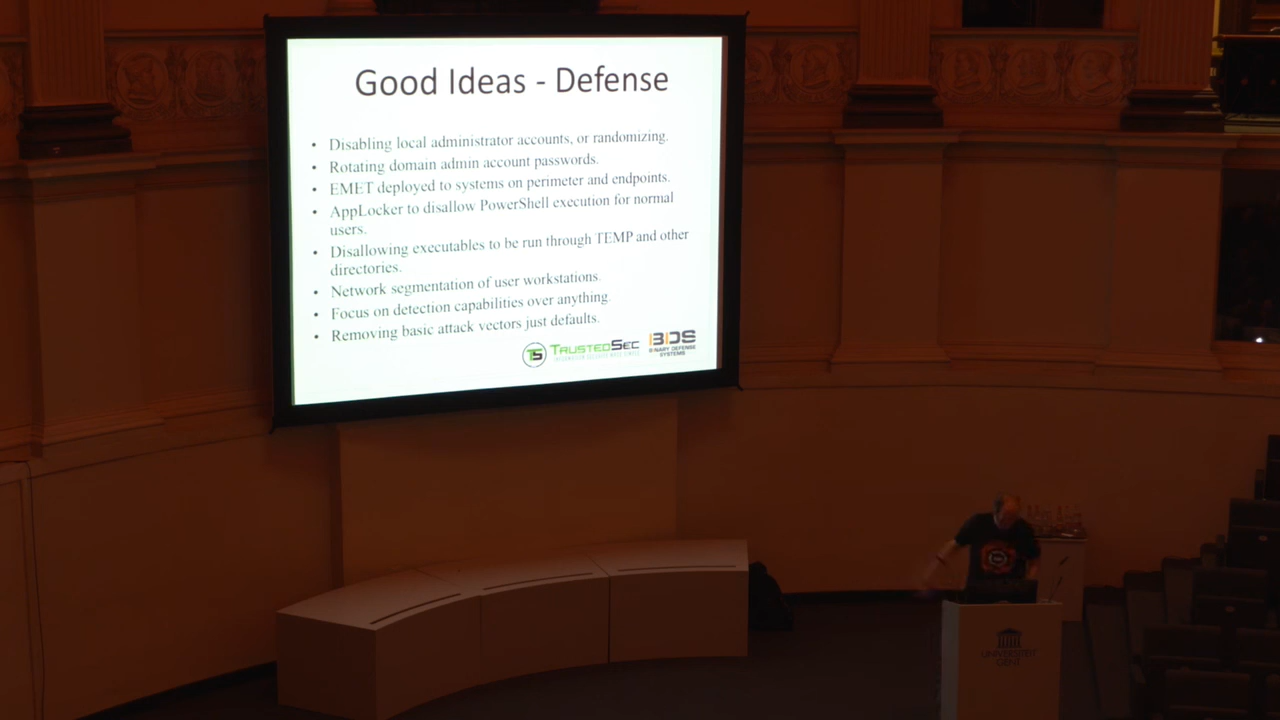 Good Ideas - Defense
• Disabling local administrator accounts, or randomizing.
• Rotating domain admin account passwords.
• EMET deployed to systems on perimeter and endpoints.
• AppLocker to disallow PowerShell execution for normal
users.
• Disallowing executables to be run through TEMP and other
directories.
• Network segmentation of user workstations.
• Focus on detection capabilities over anything.
• Removing basic attack vectors just defaults.
TS TRUSTEDSEC
BDS
BINARY DEFENSE
SYSTEMS
UNIVERSITEIT
GENT